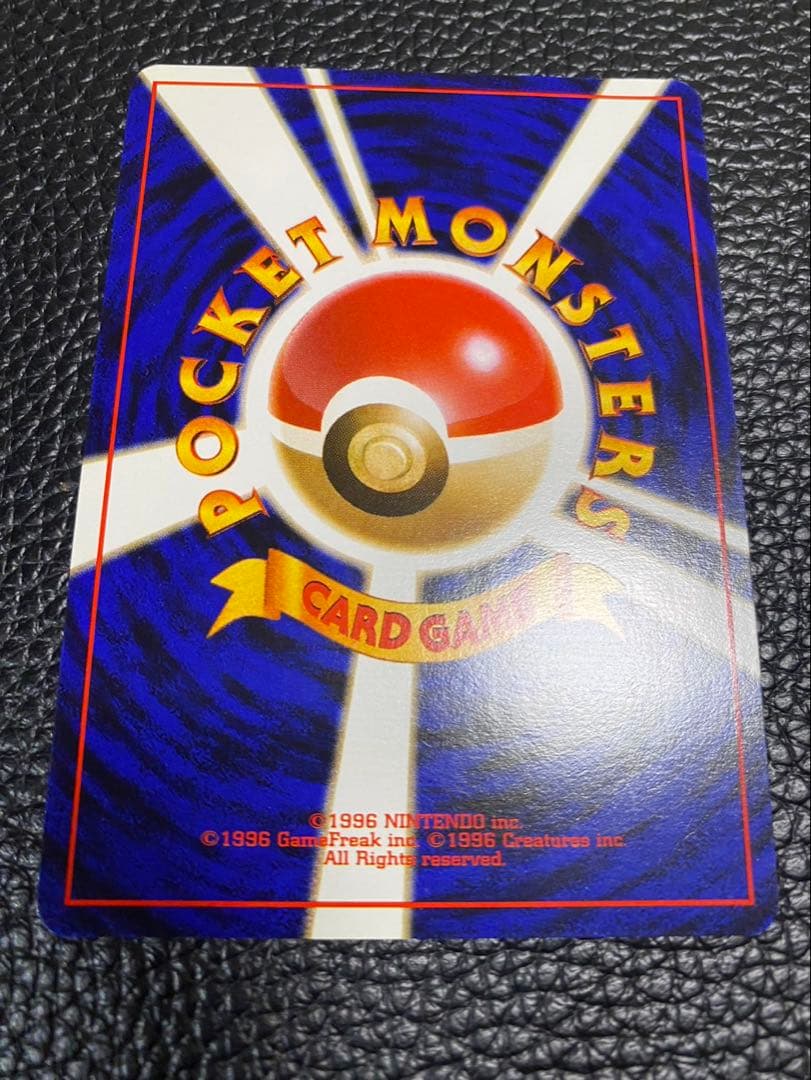 POCKET MONSTERS
CARD GAME
©1996 NINTENDO inc.
©1996 GameFreak inc. ©1996 Creatures inc.
All Rights reserved.